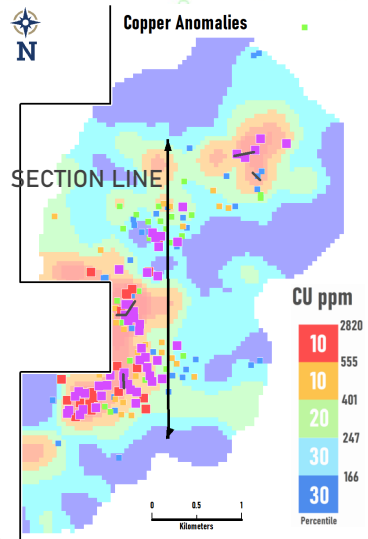 Copper Anomalies
N
SECTION LINE
CU ppm
2820
10
555
10
401
20
247
30
166
30
Percentile
0 0.5 1
Kilometers